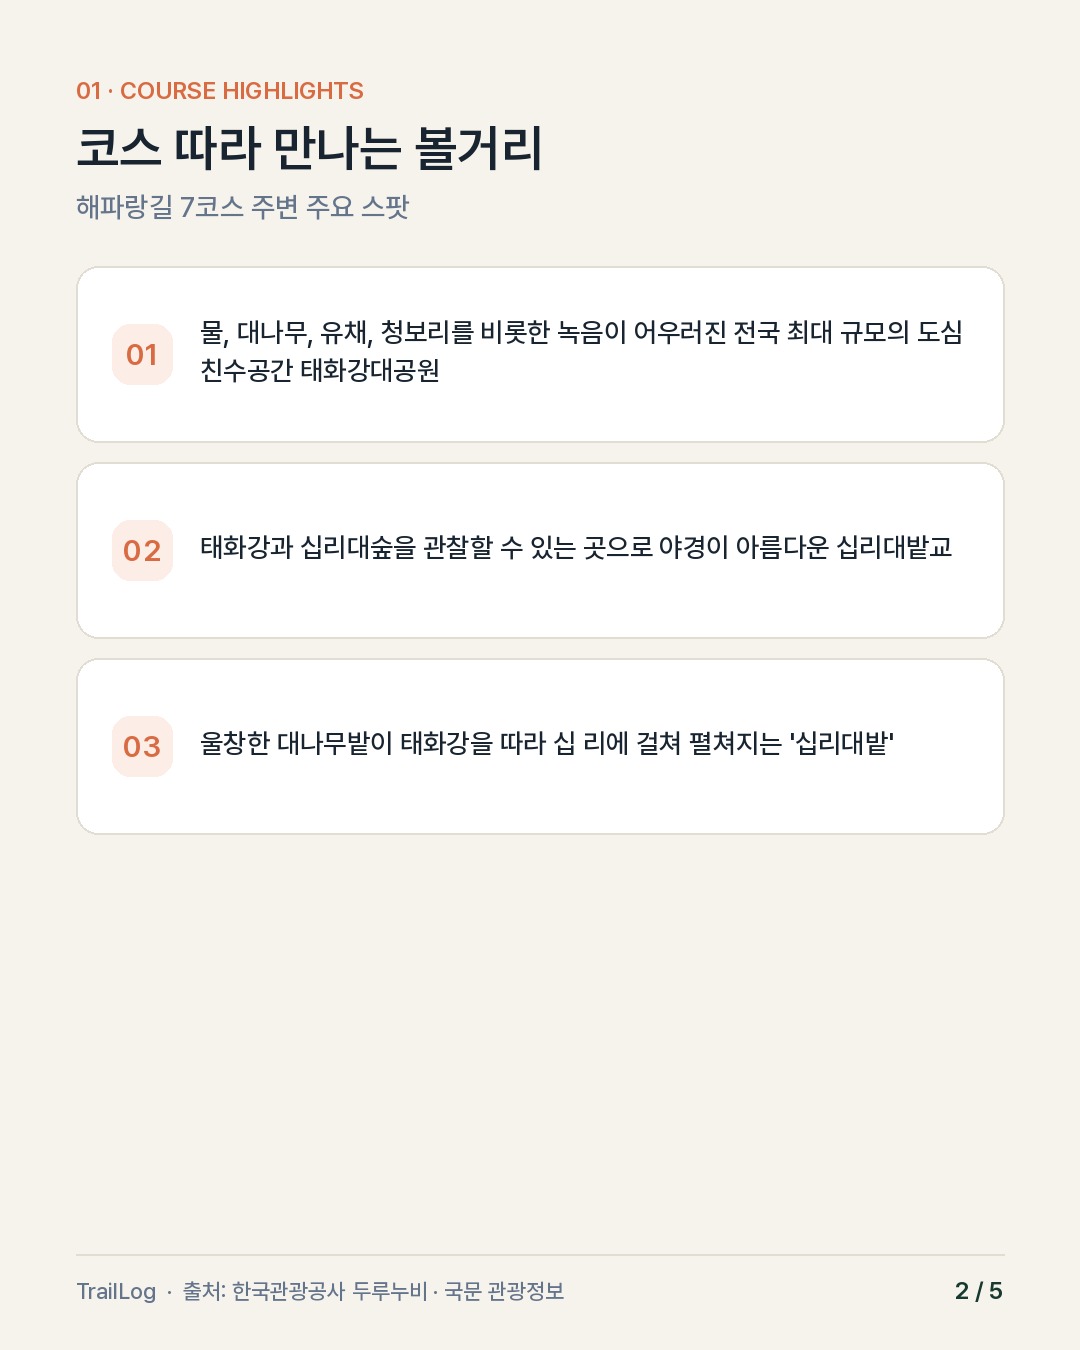 01 · COURSE HIGHLIGHTS
코스 따라 만나는 볼거리
해파랑길 7코스 주변 주요 스팟
01
물, 대나무, 유채, 청보리를 비롯한 녹음이 어우러진 전국 최대 규모의 도심
친수공간 태화강대공원
02
태화강과 십리대숲을 관찰할 수 있는 곳으로 야경이 아름다운 십리대밭교
03
울창한 대나무밭이 태화강을 따라 십 리에 걸쳐 펼쳐지는 '십리대밭'
TrailLog · 출처: 한국관광공사 두루누비 · 국문 관광정보
2 / 5